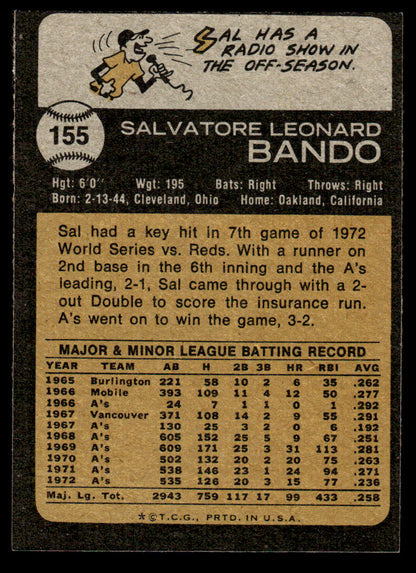 SAL HAS A
RADIO SHOW IN
THE OFF-SEASON.
155
SALVATORE LEONARD
BANDO
Hgt: 6'0" Wgt: 195 Bats: Right Throws: Right
Born: 2-13-44, Cleveland, Ohio Home: Oakland, California
Sal had a key hit in 7th game of 1972
World Series vs. Reds. With a runner on
2nd base in the 6th inning and the A's
leading, 2-1, Sal came through with a 2-
out Double to score the insurance run.
A's went on to win the game, 3-2.
MAJOR & MINOR LEAGUE BATTING RECORD
YEAR TEAM AB H 2B 3B HR RBI AVG
1965 Burlington 221 58 10 2 6 35 .262
1966 Mobile 393 109 11 4 12 50 .277
1966 A's 24 7 1 1 0 1 .292
1967 Vancouver 371 108 14 2 9 55 .291
1967 A's 130 25 3 2 0 6 .192
1968 A's 605 152 25 5 9 67 .251
1969 A's 609 171 25 3 31 113 .281
1970 A's 502 132 20 2 20 75 .263
1971 A's 538 146 23 1 24 94 .271
1972 A's 535 126 20 3 15 77 .236
Maj. Lg. Tot. 2943 759 117 17 99 433 .258
*©T.C.G., PRTD. IN U.S.A.